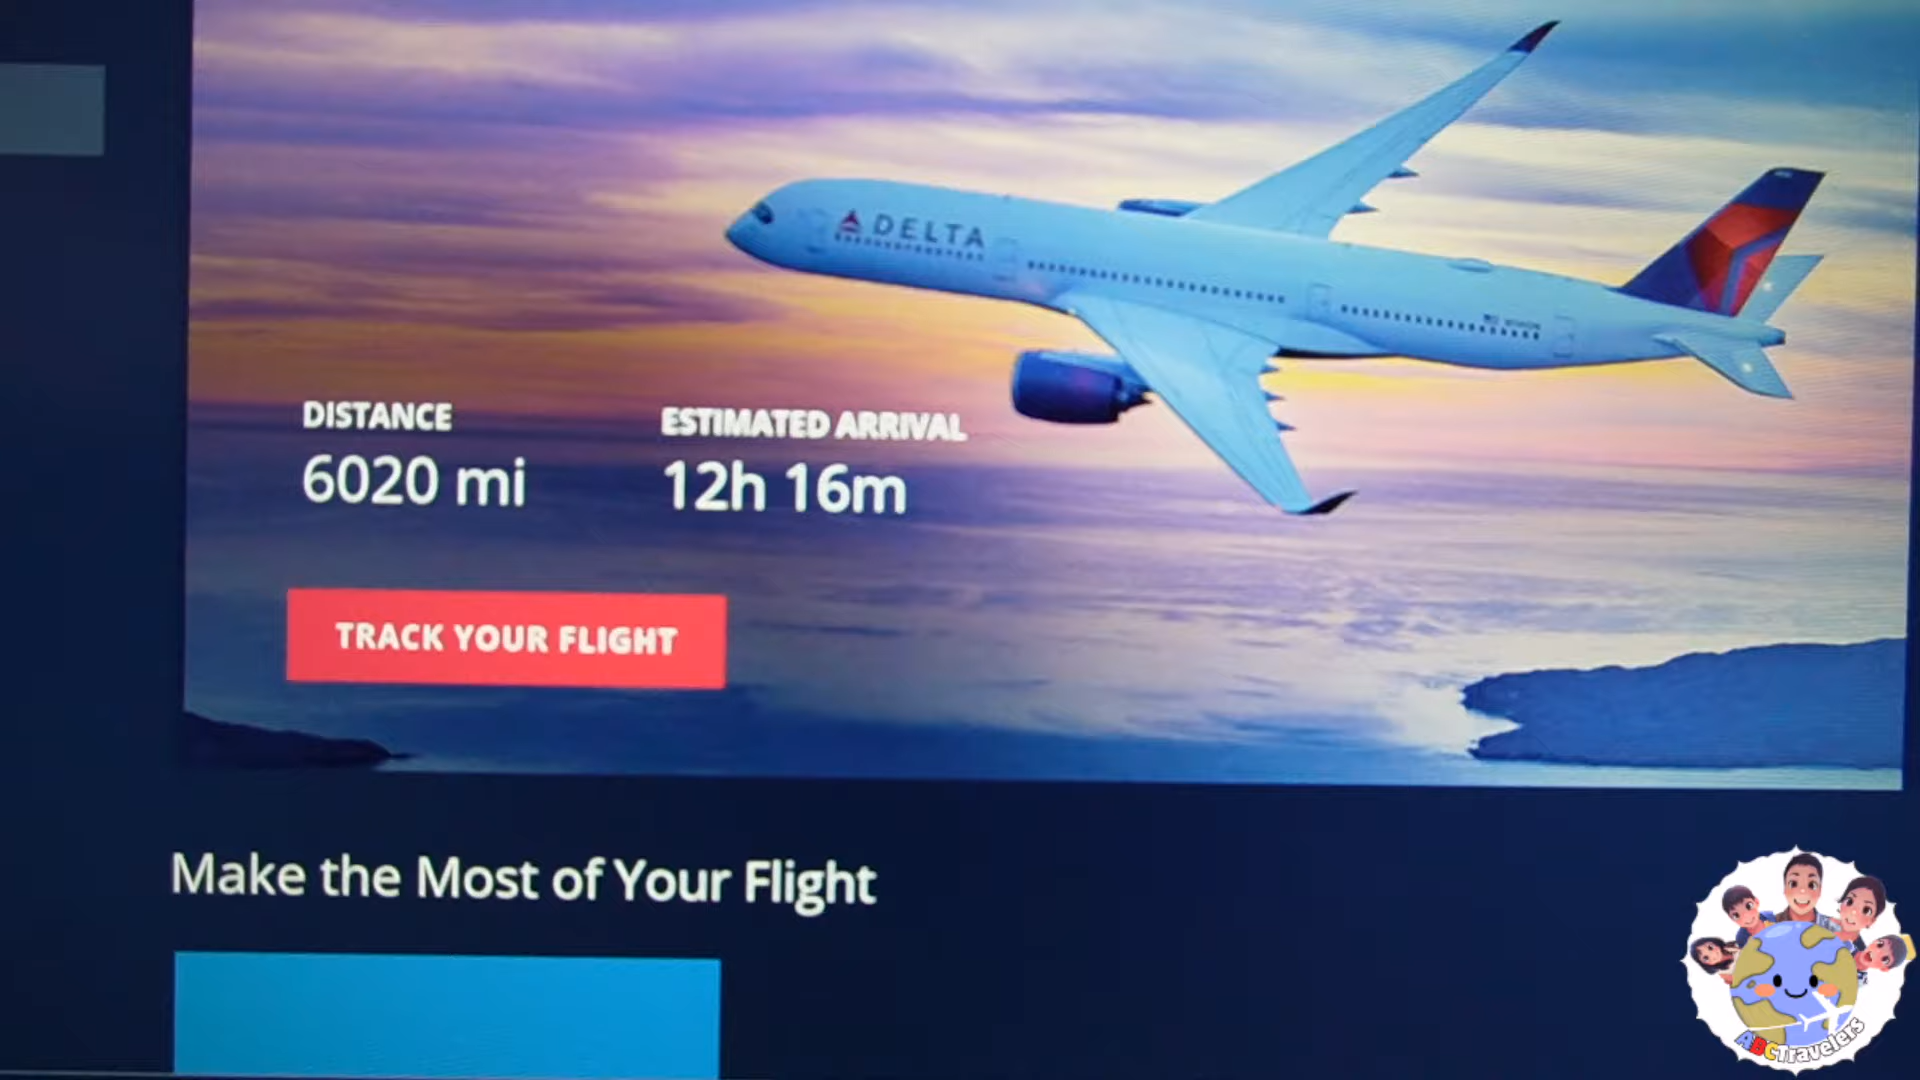 DELTA
DISTANCE
6020 mi
ESTIMATED ARRIVAL
12h 16m
TRACK YOUR FLIGHT
Make the Most of Your Flight
ABCTravelers